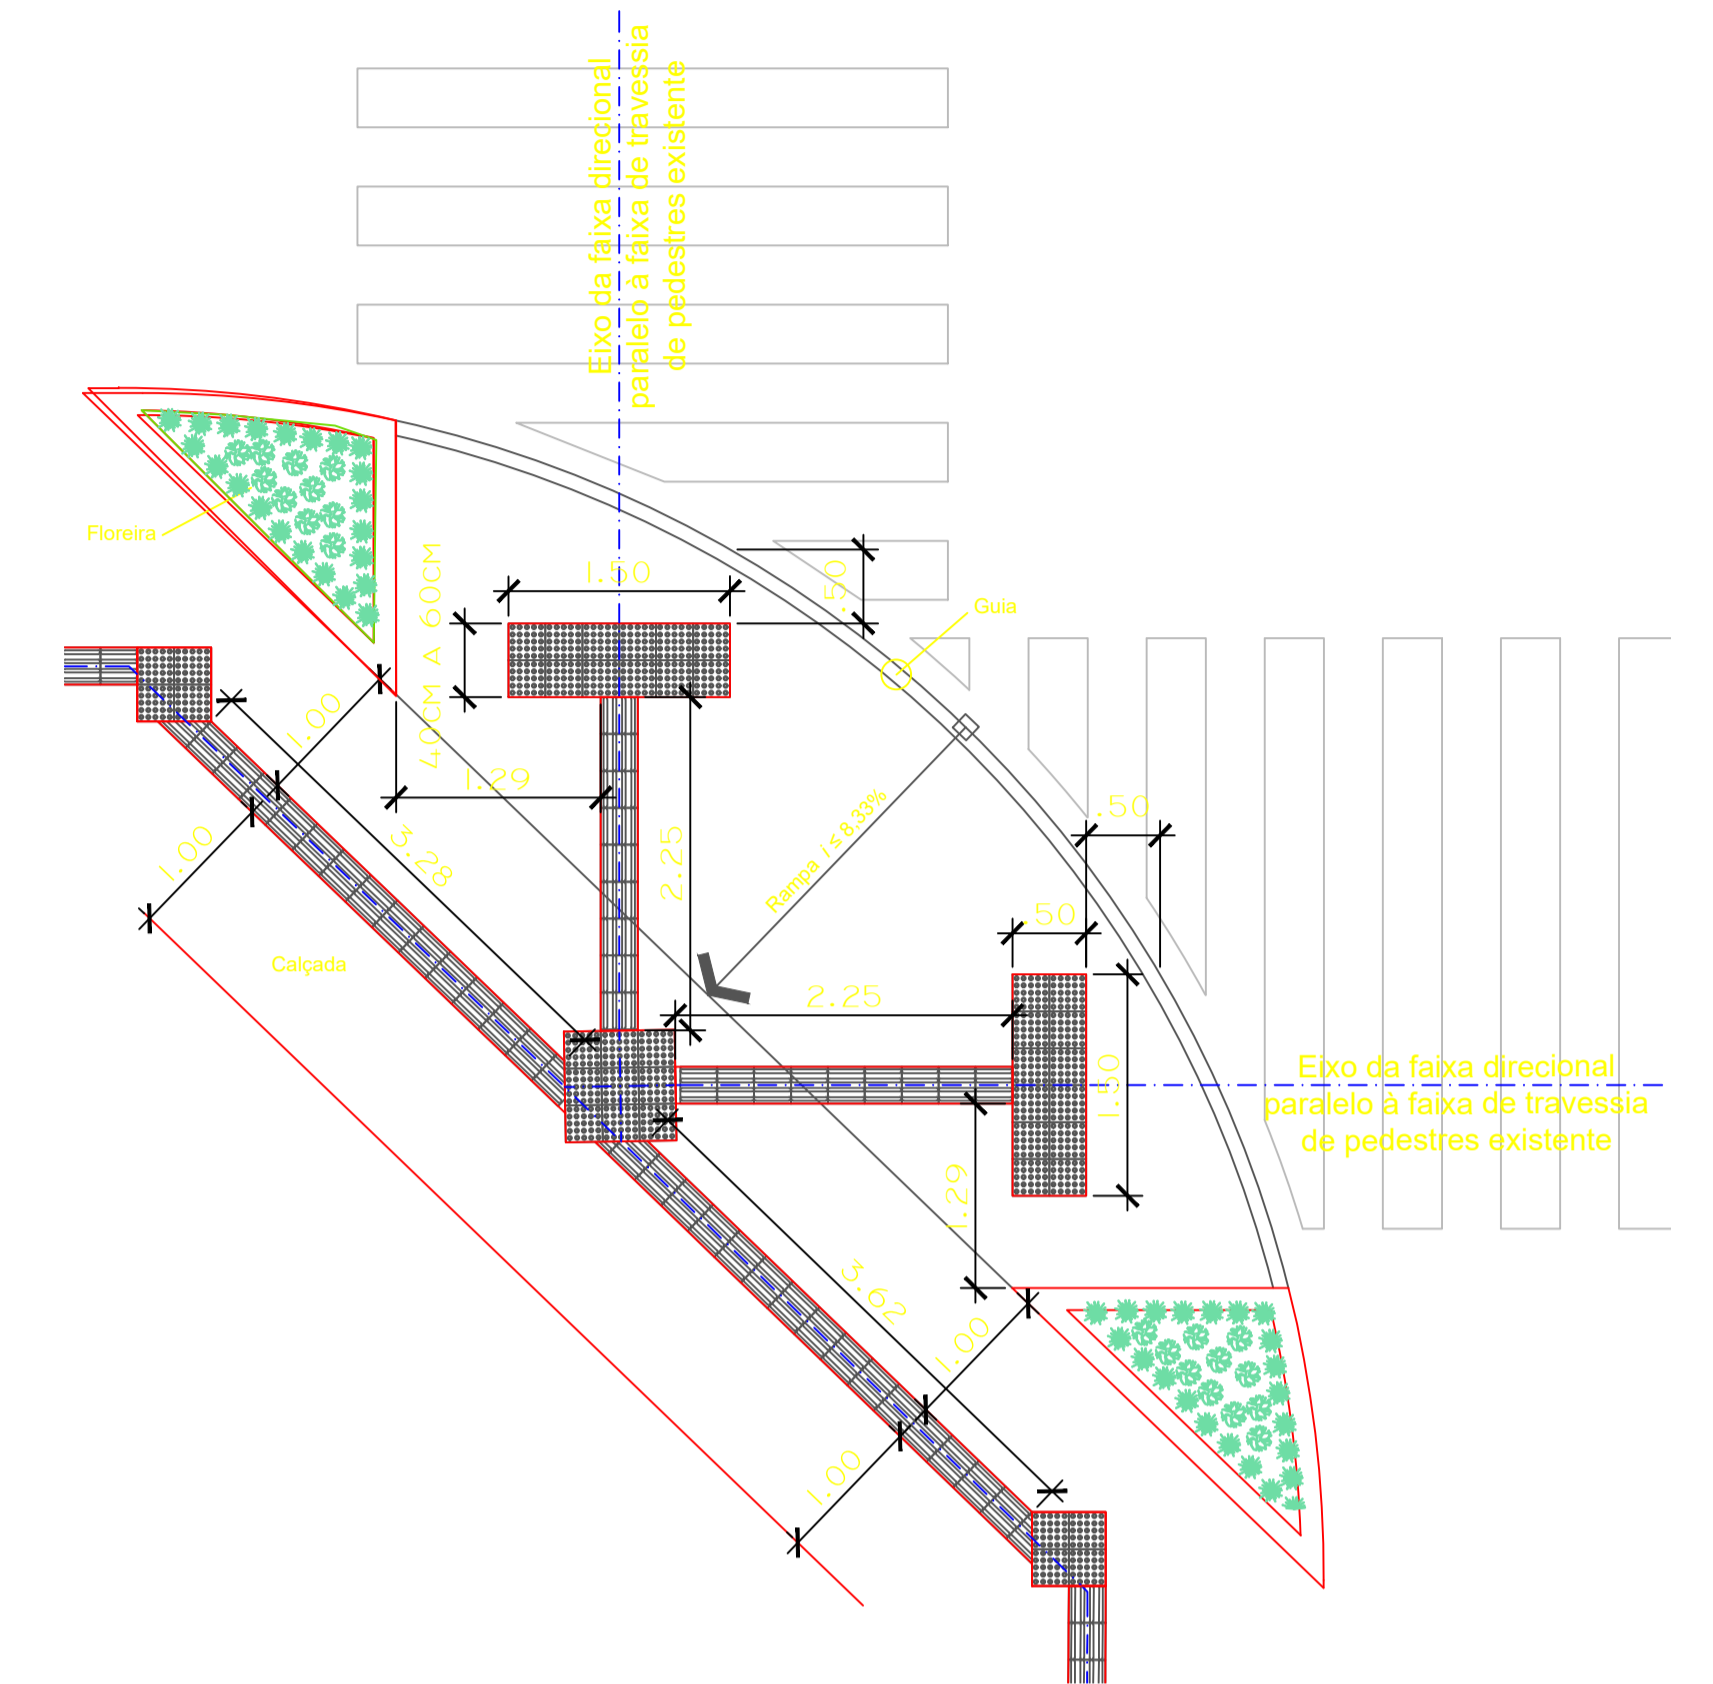 Eixo da faixa direcional
paralelo à faixa de travessia
de pedestres existente
Floreira
40CM A 60CM
1.50
.50
Guia
1.00
1.29
1.00
3.28
2.25
Rampa i ≤ 8,33%
.50
.50
Calçada
2.25
1.50
Eixo da faixa direcional
paralelo à faixa de travessia
de pedestres existente
1.29
3.62
1.00
1.00